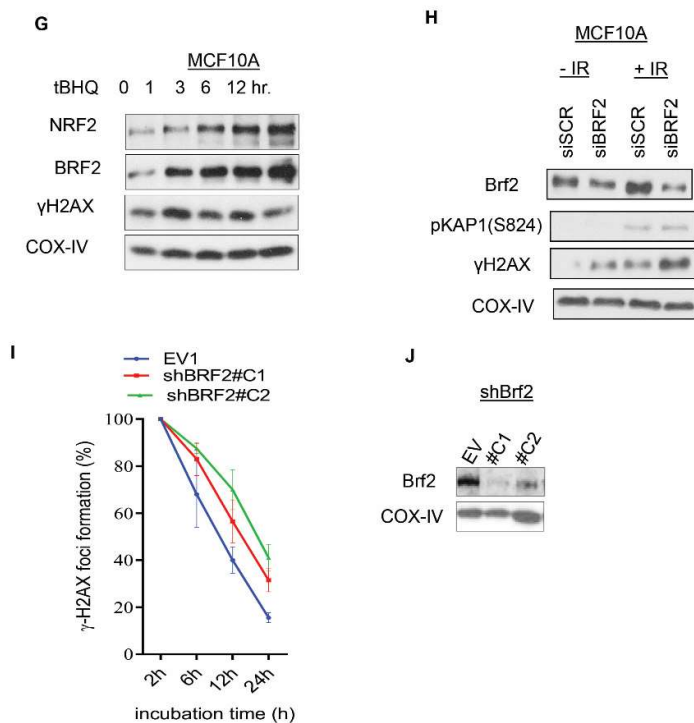 G
MCF10A
tBHQ 0 1 3 6 12 hr.
NRF2
BRF2
γH2AX
COX-IV
H
MCF10A
- IR + IR
siSCR siBRF2 siSCR siBRF2
Brf2
pKAP1(S824)
γH2AX
COX-IV
I
EV1
shBRF2#C1
shBRF2#C2
γ-H2AX foci formation (%)
100
80
60
40
20
0
2h 6h 12h 24h
incubation time (h)
J
shBrf2
EV #C1 #C2
Brf2
COX-IV